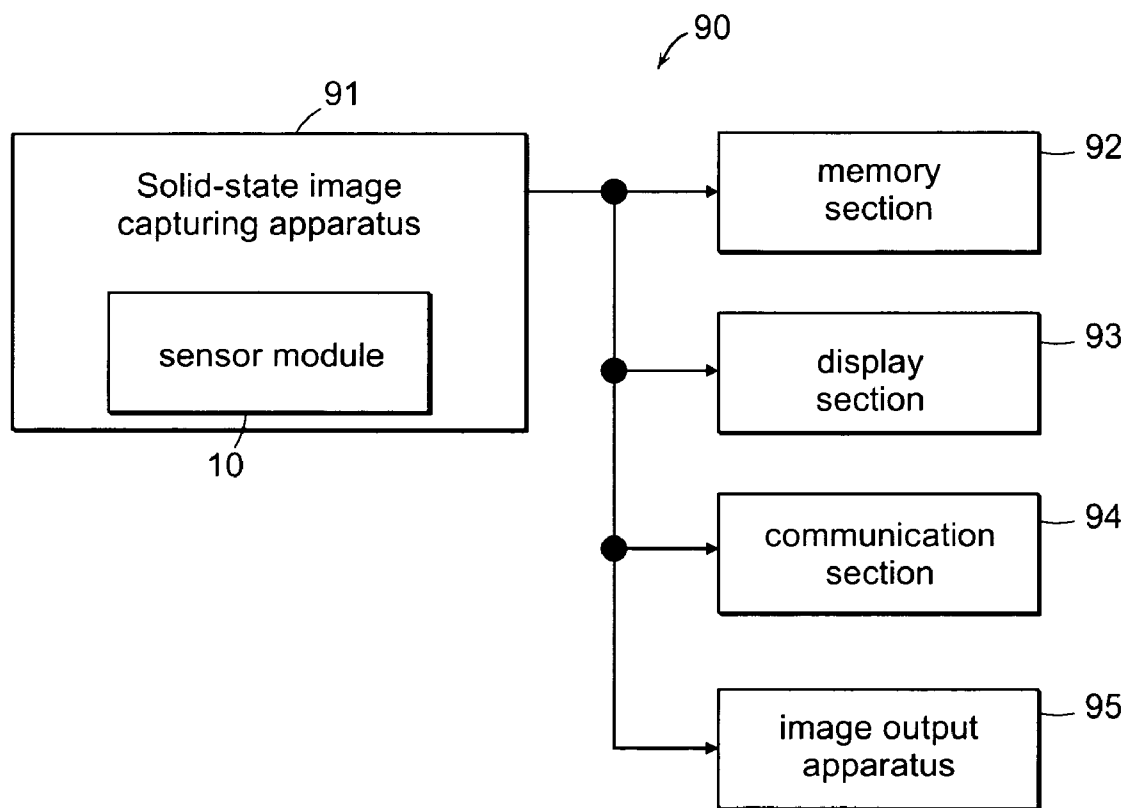 90
91
Solid-state image
capturing apparatus
sensor module
10
memory
section
92
display
section
93
communication
section
94
image output
apparatus
95